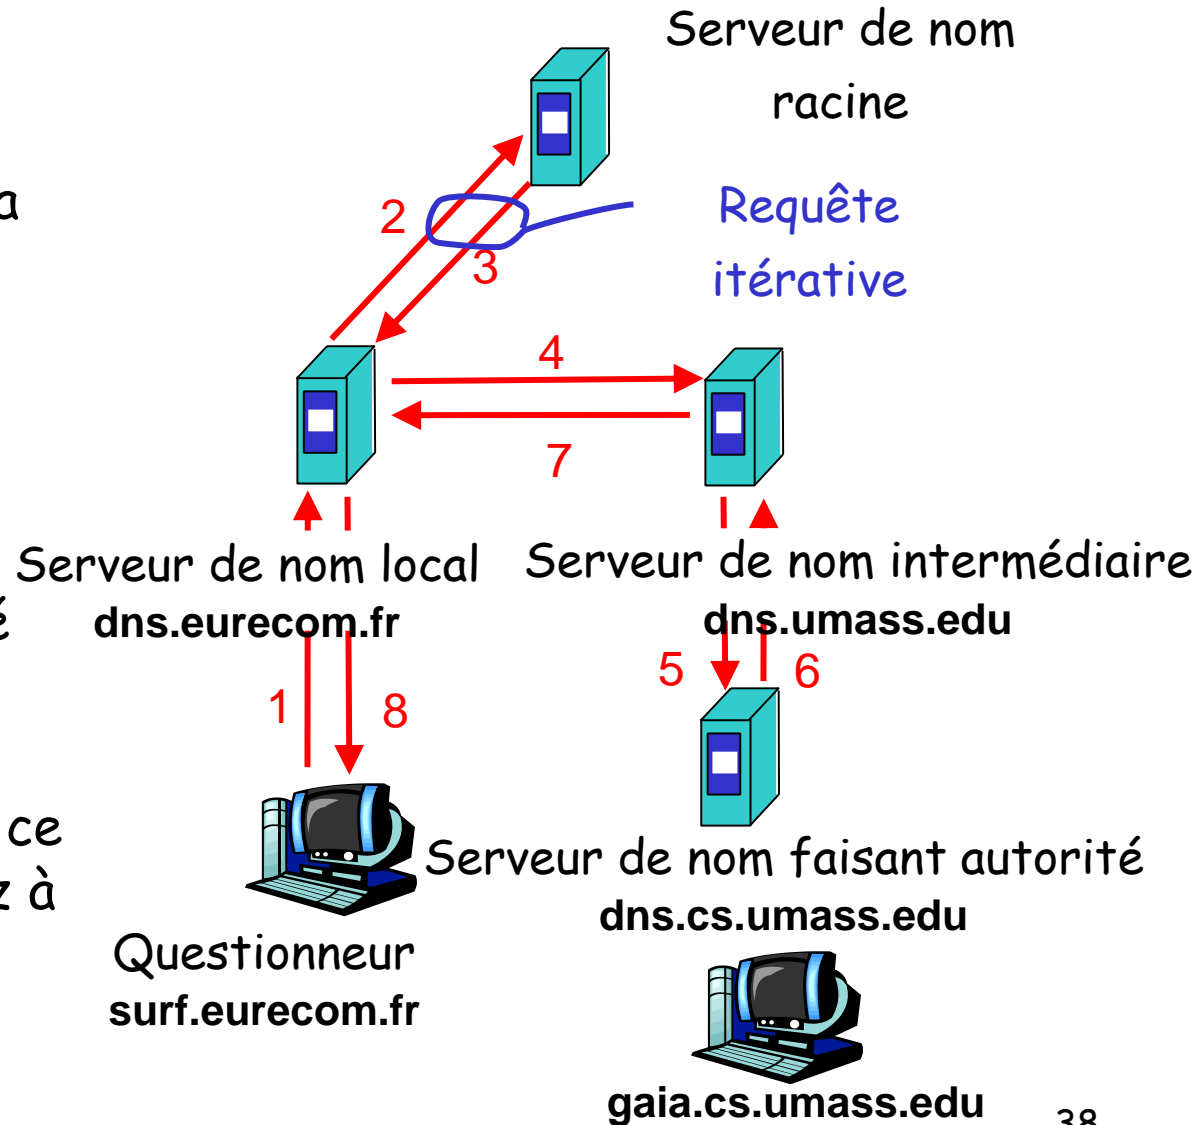 Serveur de nom
racine
a
2
Requête
itérative
3
4
7
Serveur de nom local
dns.eurecom.fr
Serveur de nom intermédiaire
dns.umass.edu
é
5
6
1
8
ce
z à
Serveur de nom faisant autorité
dns.cs.umass.edu
Questionneur
surf.eurecom.fr
gaia.cs.umass.edu
38